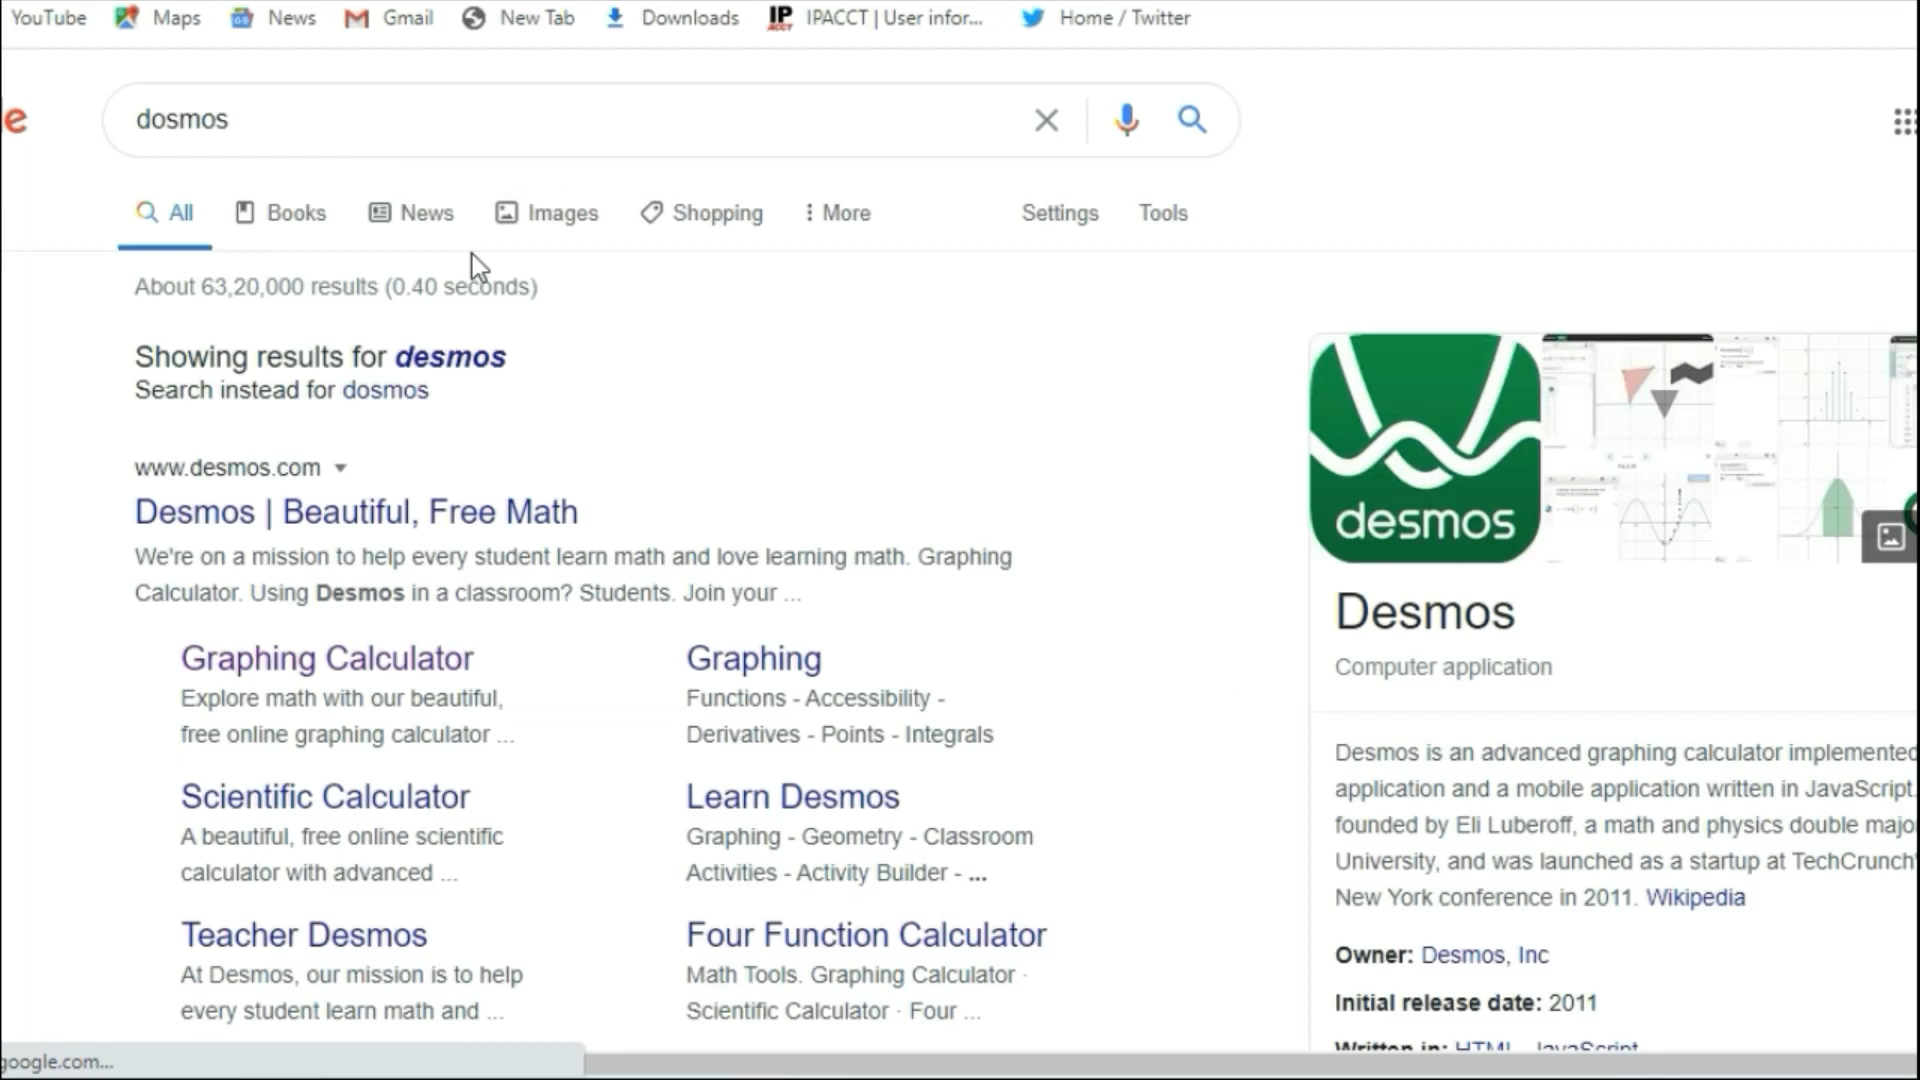 YouTube Maps News Gmail New Tab Downloads IPACCT | User infor... Home / Twitter
e
dosmos
All Books News Images Shopping More Settings Tools
About 63,20,000 results (0.40 seconds)
Showing results for desmos
Search instead for dosmos
www.desmos.com
Desmos | Beautiful, Free Math
We're on a mission to help every student learn math and love learning math. Graphing
Calculator. Using Desmos in a classroom? Students. Join your ...
Graphing Calculator
Explore math with our beautiful,
free online graphing calculator ...
Graphing
Functions - Accessibility -
Derivatives - Points - Integrals
Scientific Calculator
A beautiful, free online scientific
calculator with advanced ...
Learn Desmos
Graphing - Geometry - Classroom
Activities - Activity Builder - ...
Teacher Desmos
At Desmos, our mission is to help
every student learn math and ...
Four Function Calculator
Math Tools. Graphing Calculator ·
Scientific Calculator · Four ...
desmos
Desmos
Computer application
Desmos is an advanced graphing calculator implemented
application and a mobile application written in JavaScript.
founded by Eli Luberoff, a math and physics double majo
University, and was launched as a startup at TechCrunch'
New York conference in 2011. Wikipedia
Owner: Desmos, Inc
Initial release date: 2011
Written in: HTML, JavaScript
google.com...